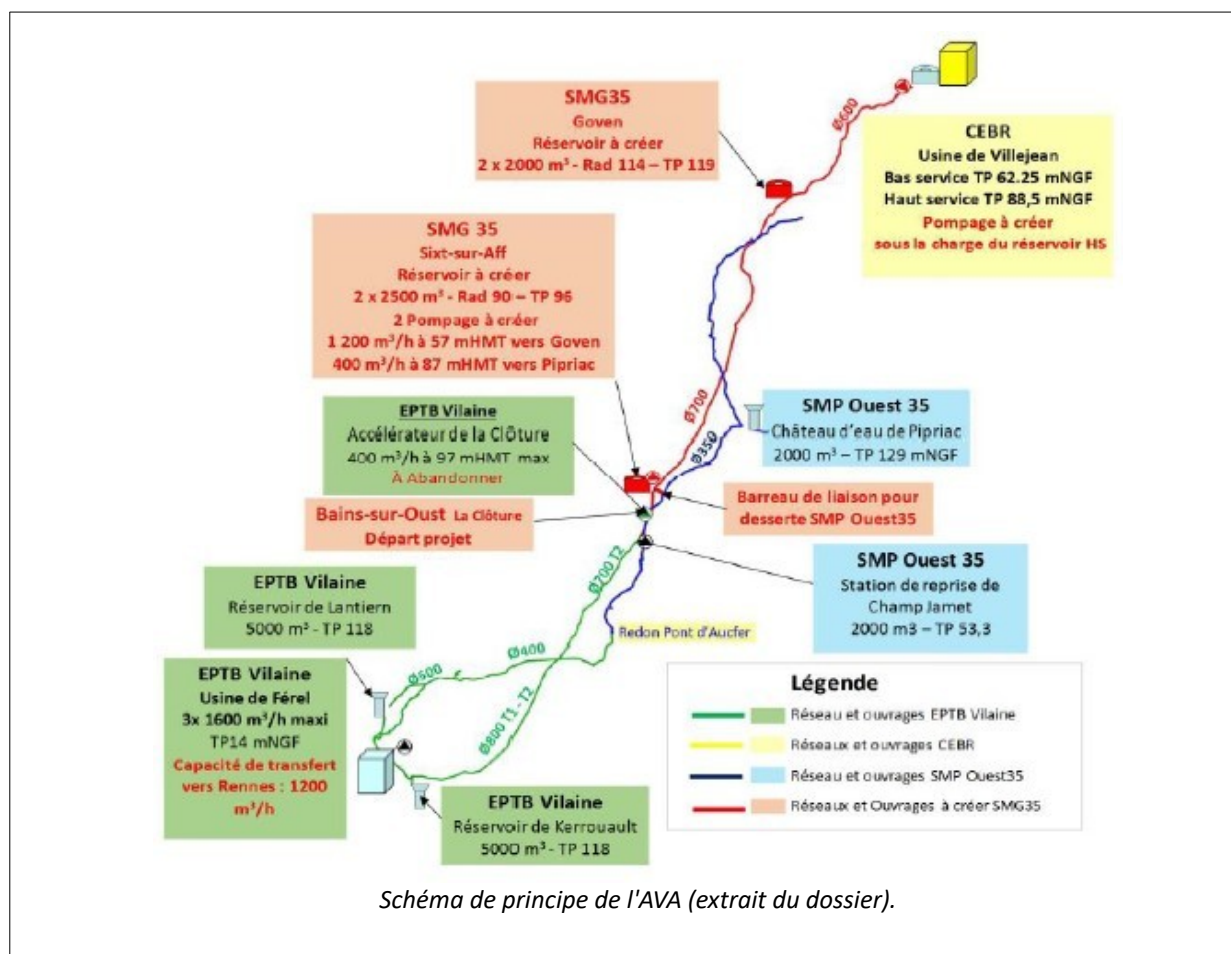 SMG35
Goven
Réservoir à créer
2 x 2000 m³ - Rad 114 – TP 119
Ø600
CEBR
Usine de Villejean
Bas service TP 62.25 mNGF
Haut service TP 88,5 mNGF
Pompage à créer
sous la charge du réservoir HS
SMG 35
Sixt-sur-Aff
Réservoir à créer
2 x 2500 m³ - Rad 90 – TP 96
2 Pompage à créer
1 200 m³/h à 57 mHMT vers Goven
400 m³/h à 87 mHMT vers Pipriac
Ø700
Ø350
EPTB Vilaine
Accélérateur de la Clôture
400 m³/h à 97 mHMT max
À Abandonner
SMP Ouest 35
Château d'eau de Pipriac
2000 m³ – TP 129 mNGF
Bains-sur-Oust La Clôture
Départ projet
Barreau de liaison pour
desserte SMP Ouest35
EPTB Vilaine
Réservoir de Lantiern
5000 m³ - TP 118
Ø700 T2
SMP Ouest 35
Station de reprise de
Champ Jamet
2000 m3 – TP 53,3
Redon Pont d'Aucfer
Ø500
Ø400
Ø800 T1 - T2
EPTB Vilaine
Usine de Férel
3x 1600 m³/h maxi
TP14 mNGF
Capacité de transfert
vers Rennes : 1200
m³/h
EPTB Vilaine
Réservoir de Kerrouault
5000 m³ - TP 118
Légende
Réseau et ouvrages EPTB Vilaine
Réseaux et ouvrages CEBR
Réseau et ouvrages SMP Ouest35
Réseaux et Ouvrages à créer SMG35
Schéma de principe de l'AVA (extrait du dossier).